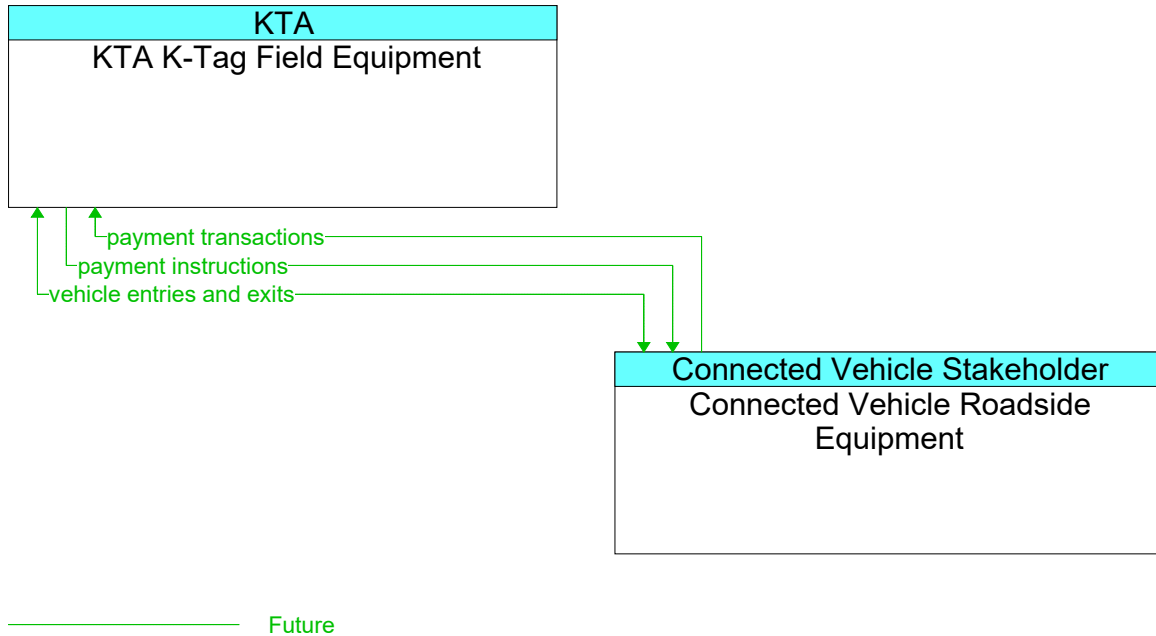 KTA
KTA K-Tag Field Equipment
payment transactions
payment instructions
vehicle entries and exits
Connected Vehicle Stakeholder
Connected Vehicle Roadside
Equipment
Future